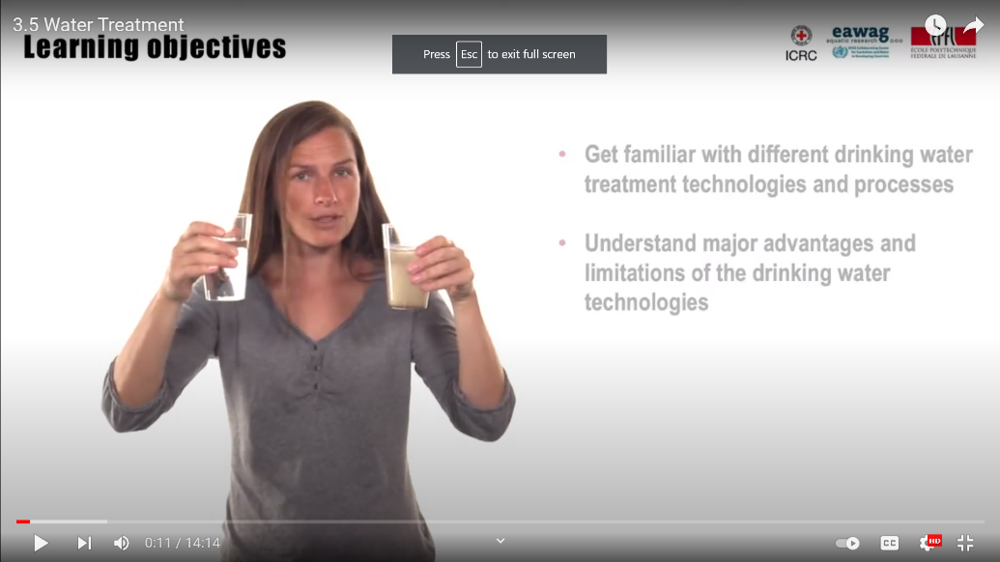 3.5 Water Treatment
Learning objectives
Press Esc to exit full screen
ICRC
eawag
aquatic research
EPFL
ECOLE POLYTECHNIQUE
FEDERALE DE LAUSANNE
• Get familiar with different drinking water
treatment technologies and processes
• Understand major advantages and
limitations of the drinking water
technologies
0:11 / 14:14
CC
HD